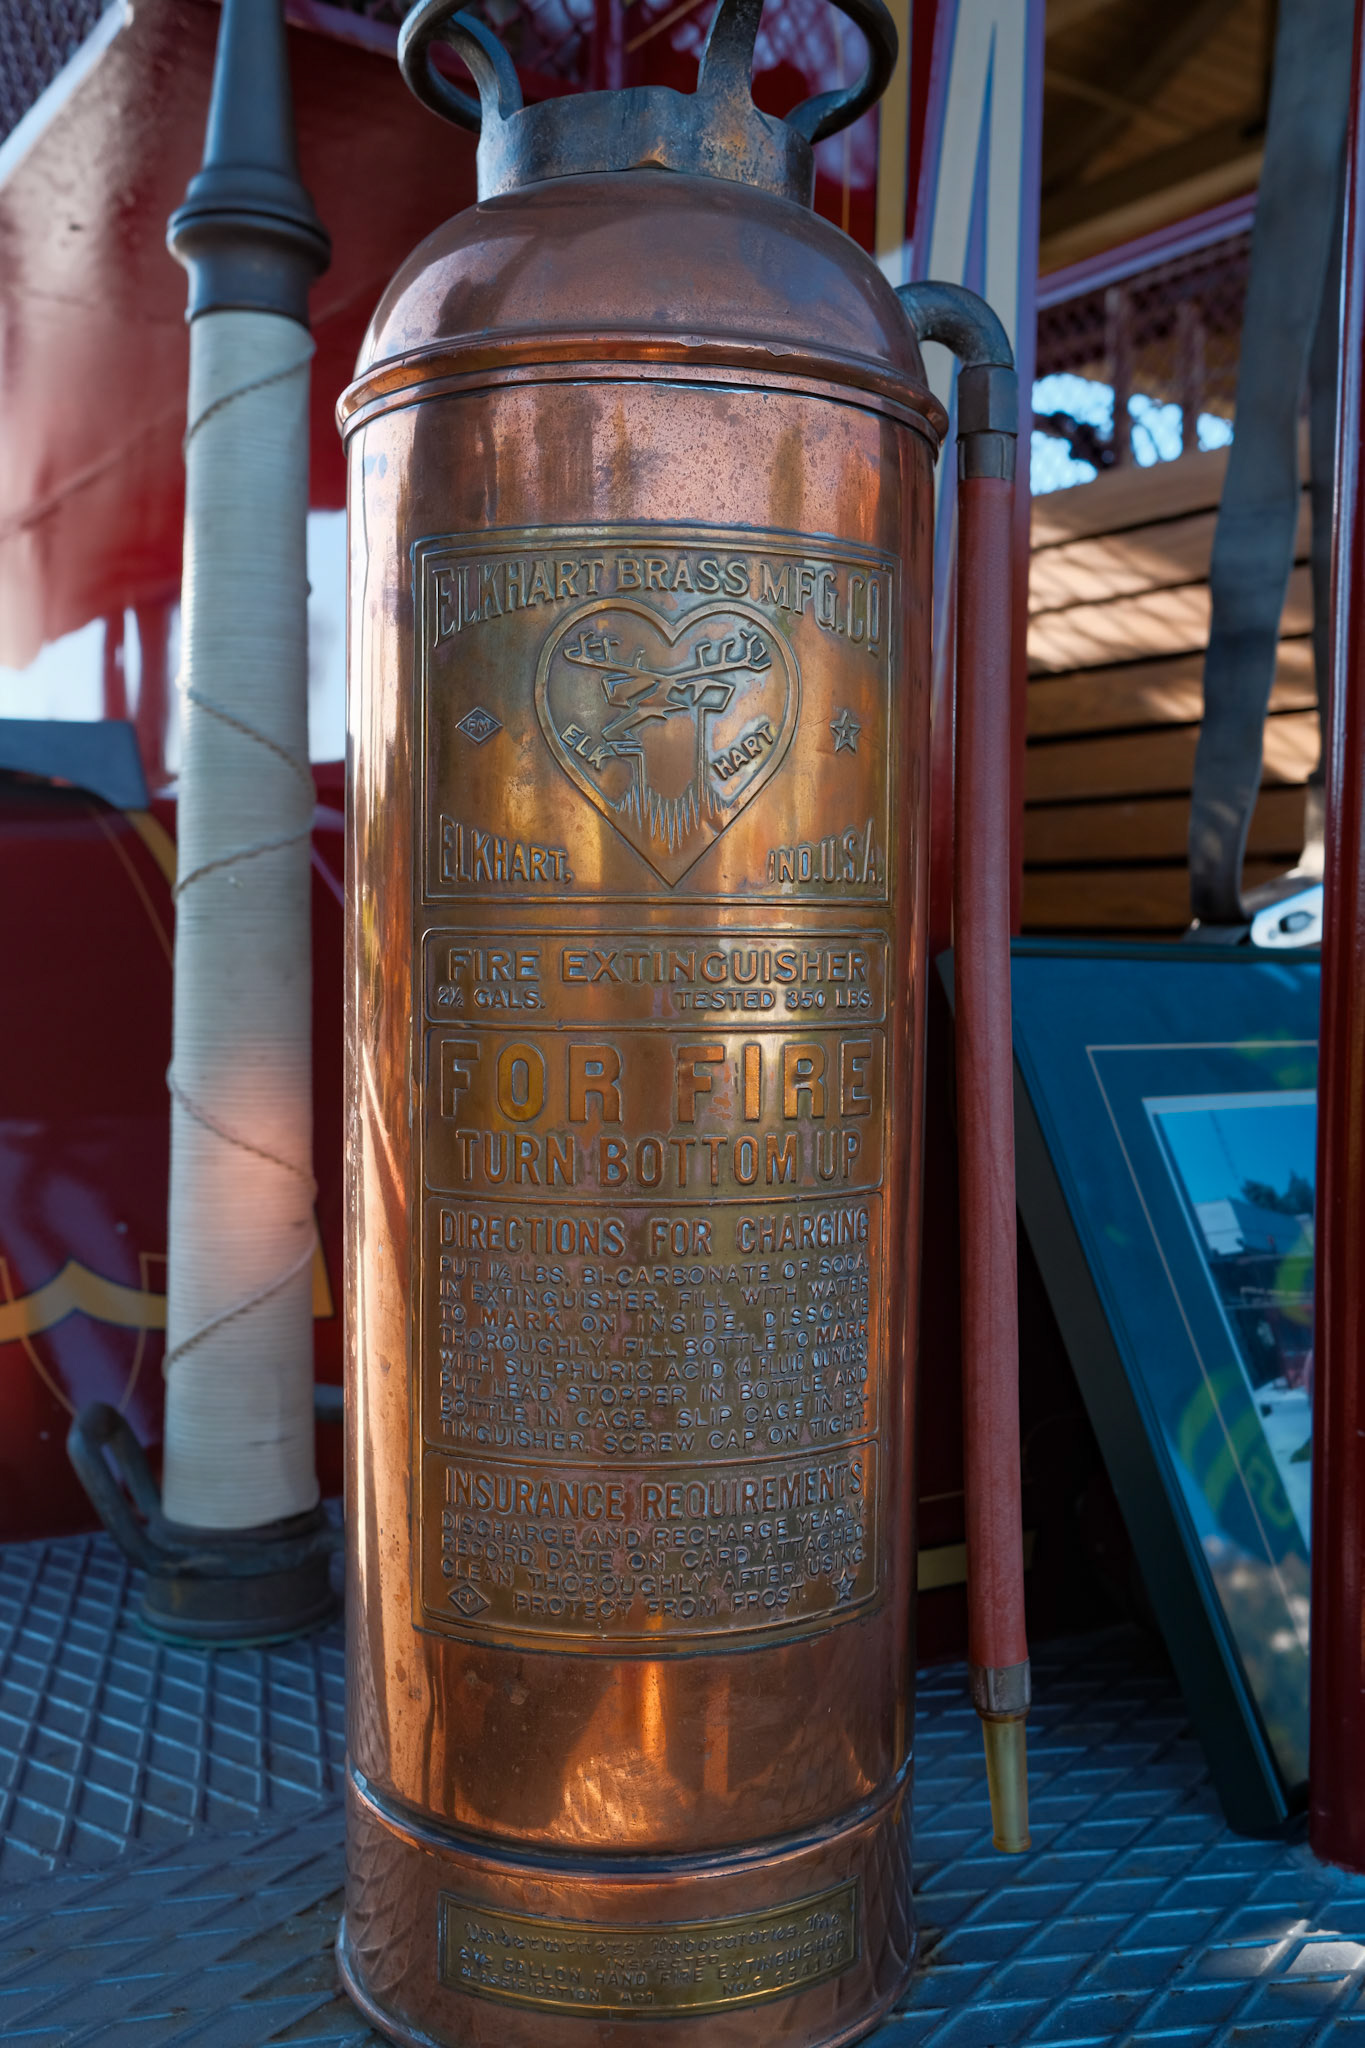 ELKHART BRASS MFG. CO
ELK HART
FM
ELKHART, IND. U.S.A.
FIRE EXTINGUISHER
2½ GALS. TESTED 350 LBS.
FOR FIRE
TURN BOTTOM UP
DIRECTIONS FOR CHARGING
PUT 1½ LBS. BI-CARBONATE OF SODA
IN EXTINGUISHER, FILL WITH WATER
TO MARK ON INSIDE. DISSOLVE
THOROUGHLY. FILL BOTTLE TO MARK
WITH SULPHURIC ACID (4 FLUID OUNCES)
PUT LEAD STOPPER IN BOTTLE AND
BOTTLE IN CAGE. SLIP CAGE IN EX-
TINGUISHER. SCREW CAP ON TIGHT.
INSURANCE REQUIREMENTS
DISCHARGE AND RECHARGE YEARLY.
RECORD DATE ON CARD ATTACHED
CLEAN THOROUGHLY AFTER USING
PROTECT FROM FROST.
Underwriters' Laboratories, Inc.
INSPECTED
2½ GALLON HAND FIRE EXTINGUISHER
CLASSIFICATION